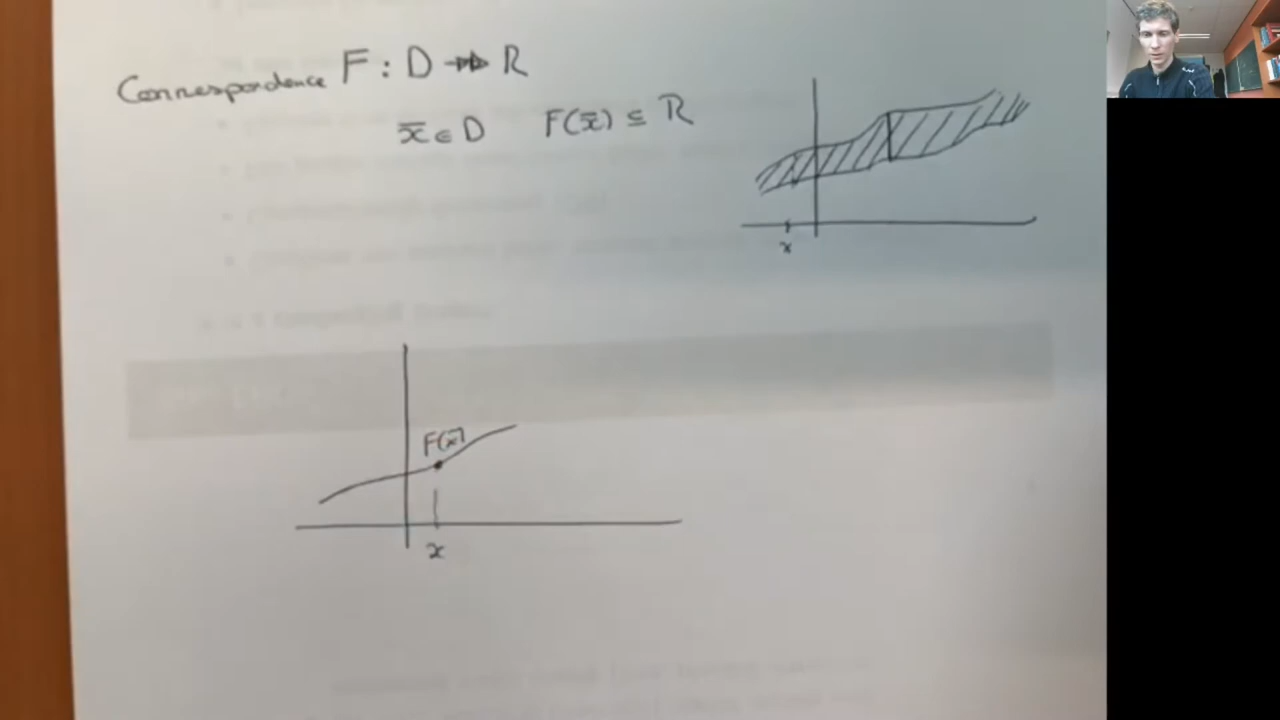 Correspondence F : D ↠ ℝ
x̄ ∈ D F(x̄) ⊆ ℝ
x
F(x̄)
x